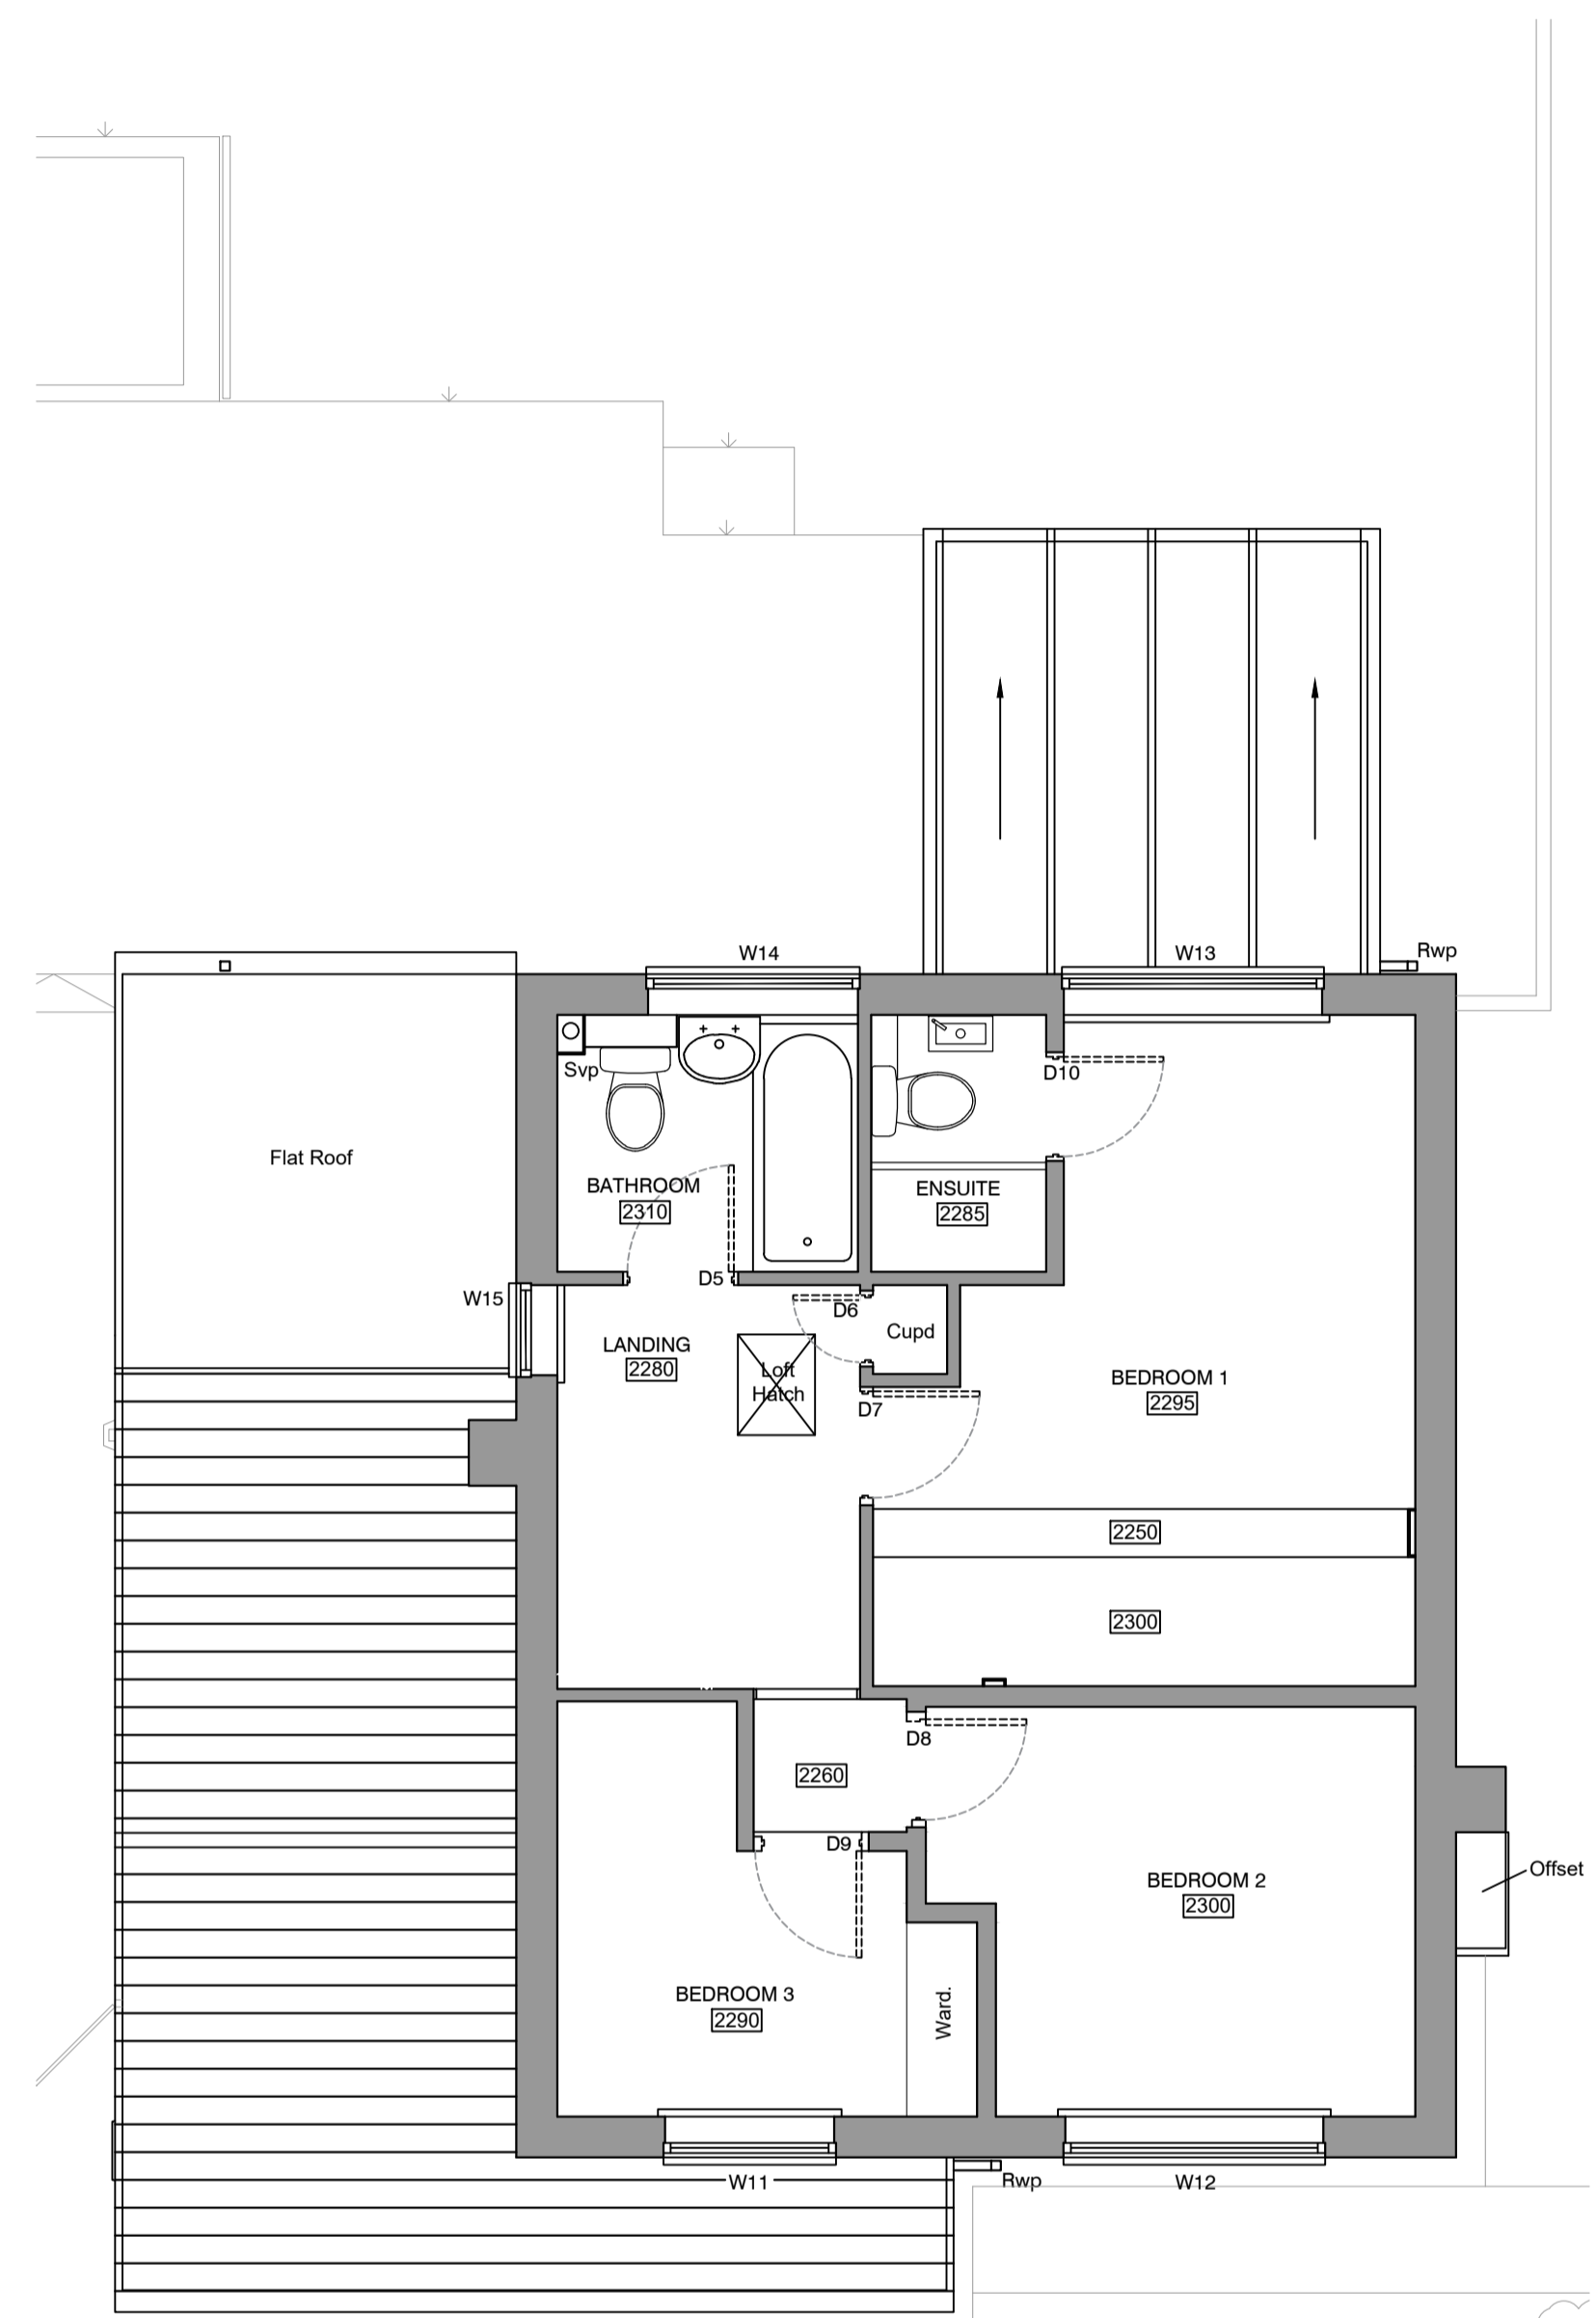 W14
W13
Rwp
Svp
D10
Flat Roof
BATHROOM
2310
ENSUITE
2285
D5
W15
D6
Cupd
LANDING
2280
Loft
Hatch
D7
BEDROOM 1
2295
2250
2300
D8
2260
D9
BEDROOM 2
2300
Offset
BEDROOM 3
2290
Ward.
W11
Rwp
W12